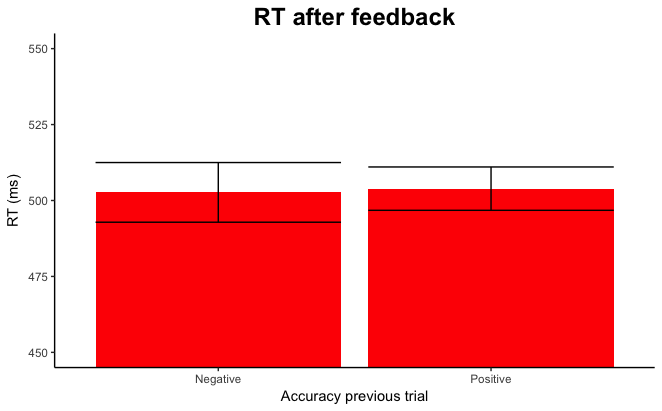 RT after feedback
550
525
500
475
450
RT (ms)
Negative
Positive
Accuracy previous trial